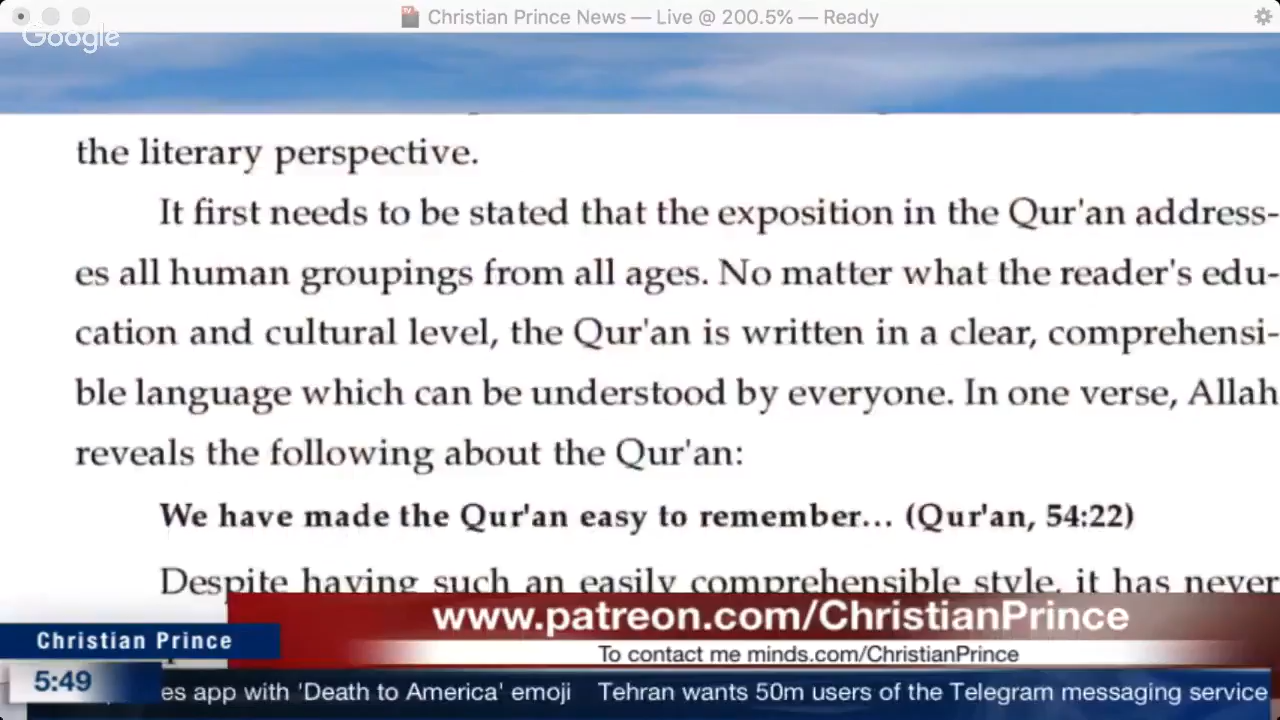 Christian Prince News — Live @ 200.5% — Ready
Google
the literary perspective.
It first needs to be stated that the exposition in the Qur'an address-
es all human groupings from all ages. No matter what the reader's edu-
cation and cultural level, the Qur'an is written in a clear, comprehensi-
ble language which can be understood by everyone. In one verse, Allah
reveals the following about the Qur'an:
We have made the Qur'an easy to remember... (Qur'an, 54:22)
Despite having such an easily comprehensible style, it has never
www.patreon.com/ChristianPrince
Christian Prince
To contact me minds.com/ChristianPrince
5:49
es app with 'Death to America' emoji Tehran wants 50m users of the Telegram messaging service